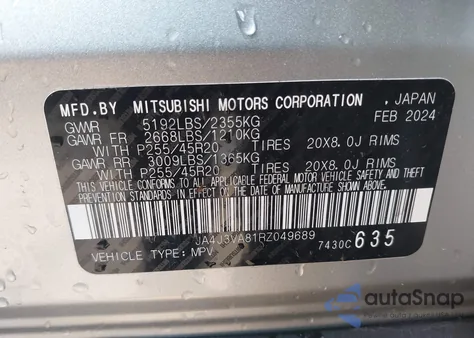 MFD.BY MITSUBISHI MOTORS CORPORATION , JAPAN
GVWR 5192LBS/2355KG FEB 2024
GAWR FR 2668LBS/1210KG
WITH P255/45R20 TIRES 20X8.0J RIMS
GAWR RR 3009LBS/1365KG
WITH P255/45R20 TIRES 20X8.0J RIMS
THIS VEHICLE CONFORMS TO ALL APPLICABLE FEDERAL MOTOR VEHICLE SAFETY AND THEFT PREVENTION STANDARDS IN EFFECT ON THE DATE OF MANUFACTURE SHOWN ABOVE.
JA4J3VA81RZ049689
VEHICLE TYPE: MPV 7430C 635
autoSnap